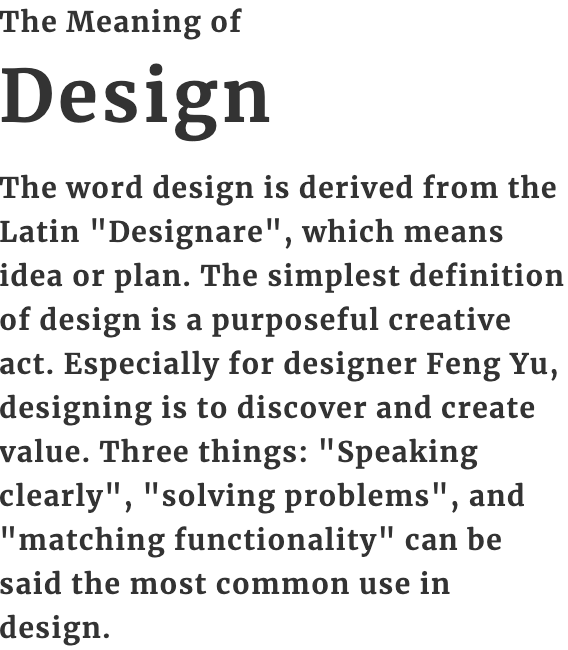 The Meaning of
Design
The word design is derived from the
Latin "Designare", which means
idea or plan. The simplest definition
of design is a purposeful creative
act. Especially for designer Feng Yu,
designing is to discover and create
value. Three things: "Speaking
clearly", "solving problems", and
"matching functionality" can be
said the most common use in
design.